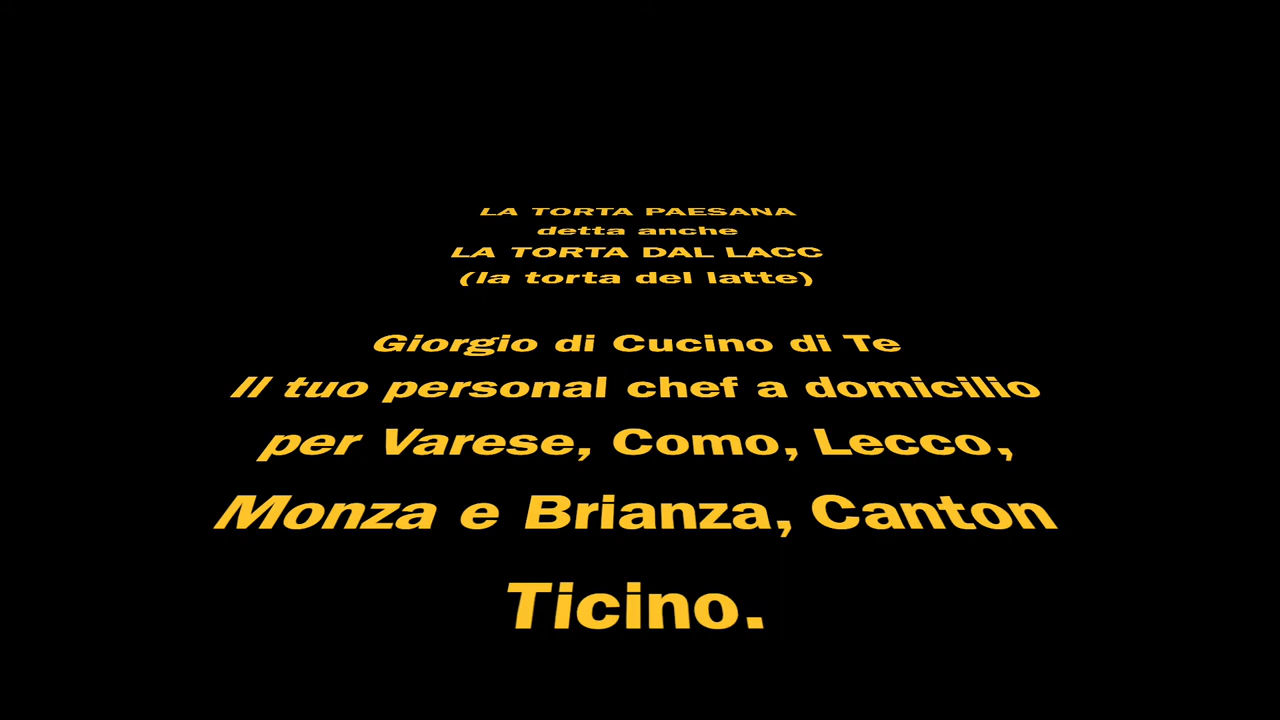 LA TORTA PAESANA
detta anche
LA TORTA DAL LACC
(la torta del latte)
Giorgio di Cucino di Te
Il tuo personal chef a domicilio
per Varese, Como, Lecco,
Monza e Brianza, Canton
Ticino.